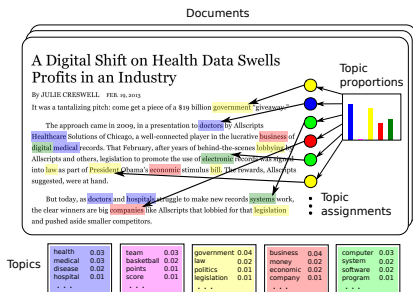 Documents
A Digital Shift on Health Data Swells
Profits in an Industry
By JULIE CRESWELL FEB. 19, 2013
It was a tantalizing pitch: come get a piece of a $19 billion government "giveaway."
The approach came in 2009, in a presentation to doctors by Allscripts
Healthcare Solutions of Chicago, a well-connected player in the lucrative business of
digital medical records. That February, after years of behind-the-scenes lobbying by
Allscripts and others, legislation to promote the use of electronic records was signed
into law as part of President Obama's economic stimulus bill. The rewards, Allscripts
suggested, were at hand.
But today, as doctors and hospitals struggle to make new records systems work,
the clear winners are big companies like Allscripts that lobbied for that legislation
and pushed aside smaller competitors.
Topic
proportions
Topic
assignments
Topics
health 0.03
medical 0.03
disease 0.02
hospital 0.01
. . .
team 0.03
basketball 0.02
points 0.01
score 0.01
. . .
government 0.04
law 0.02
politics 0.01
legislation 0.01
. . .
business 0.04
money 0.02
economic 0.02
company 0.01
. . .
computer 0.03
system 0.02
software 0.02
program 0.01
. . .